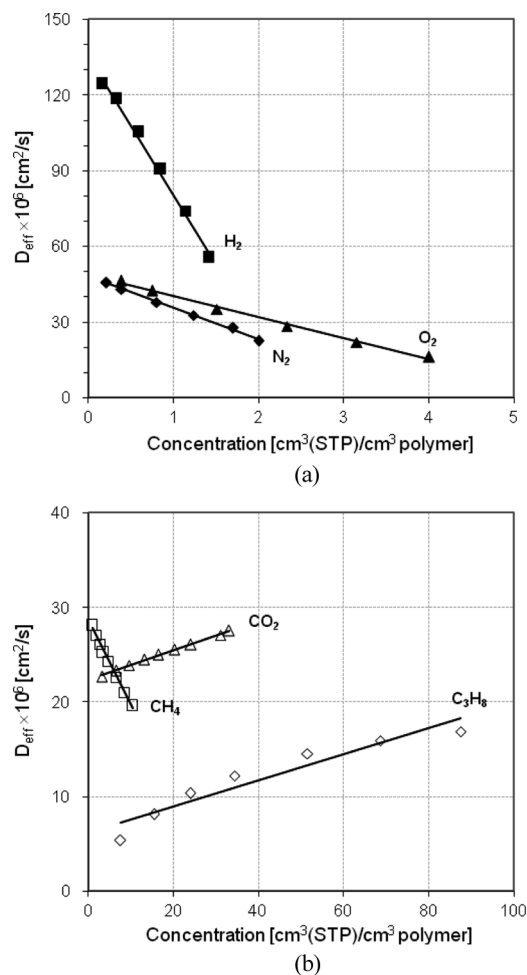 150
120
90
60
30
0
D_eff × 10⁶ [cm²/s]
H₂
O₂
N₂
0 1 2 3 4 5
Concentration [cm³(STP)/cm³ polymer]
(a)
40
30
20
10
0
D_eff × 10⁶ [cm²/s]
CO₂
CH₄
C₃H₈
0 20 40 60 80 100
Concentration [cm³(STP)/cm³ polymer]
(b)